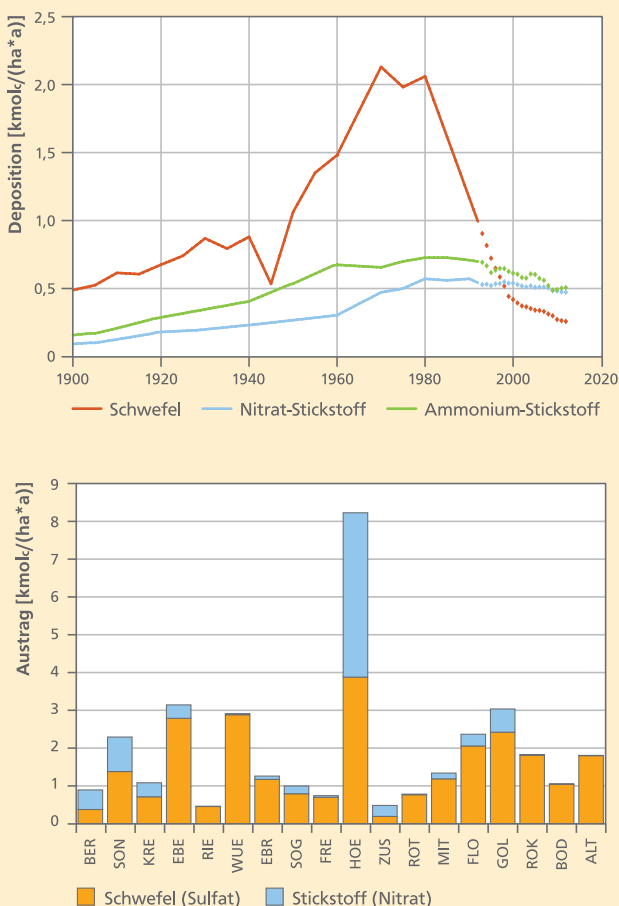 Deposition [kmolc/(ha*a)]
2,5
2,0
1,5
1,0
0,5
0
1900 1920 1940 1960 1980 2000 2020
Schwefel Nitrat-Stickstoff Ammonium-Stickstoff
Austrag [kmolc/(ha*a)]
9
8
7
6
5
4
3
2
1
0
BER SON KRE EBE RIE WUE EBR SOG FRE HOE ZUS ROT MIT FLO GOL ROK BOD ALT
Schwefel (Sulfat) Stickstoff (Nitrat)